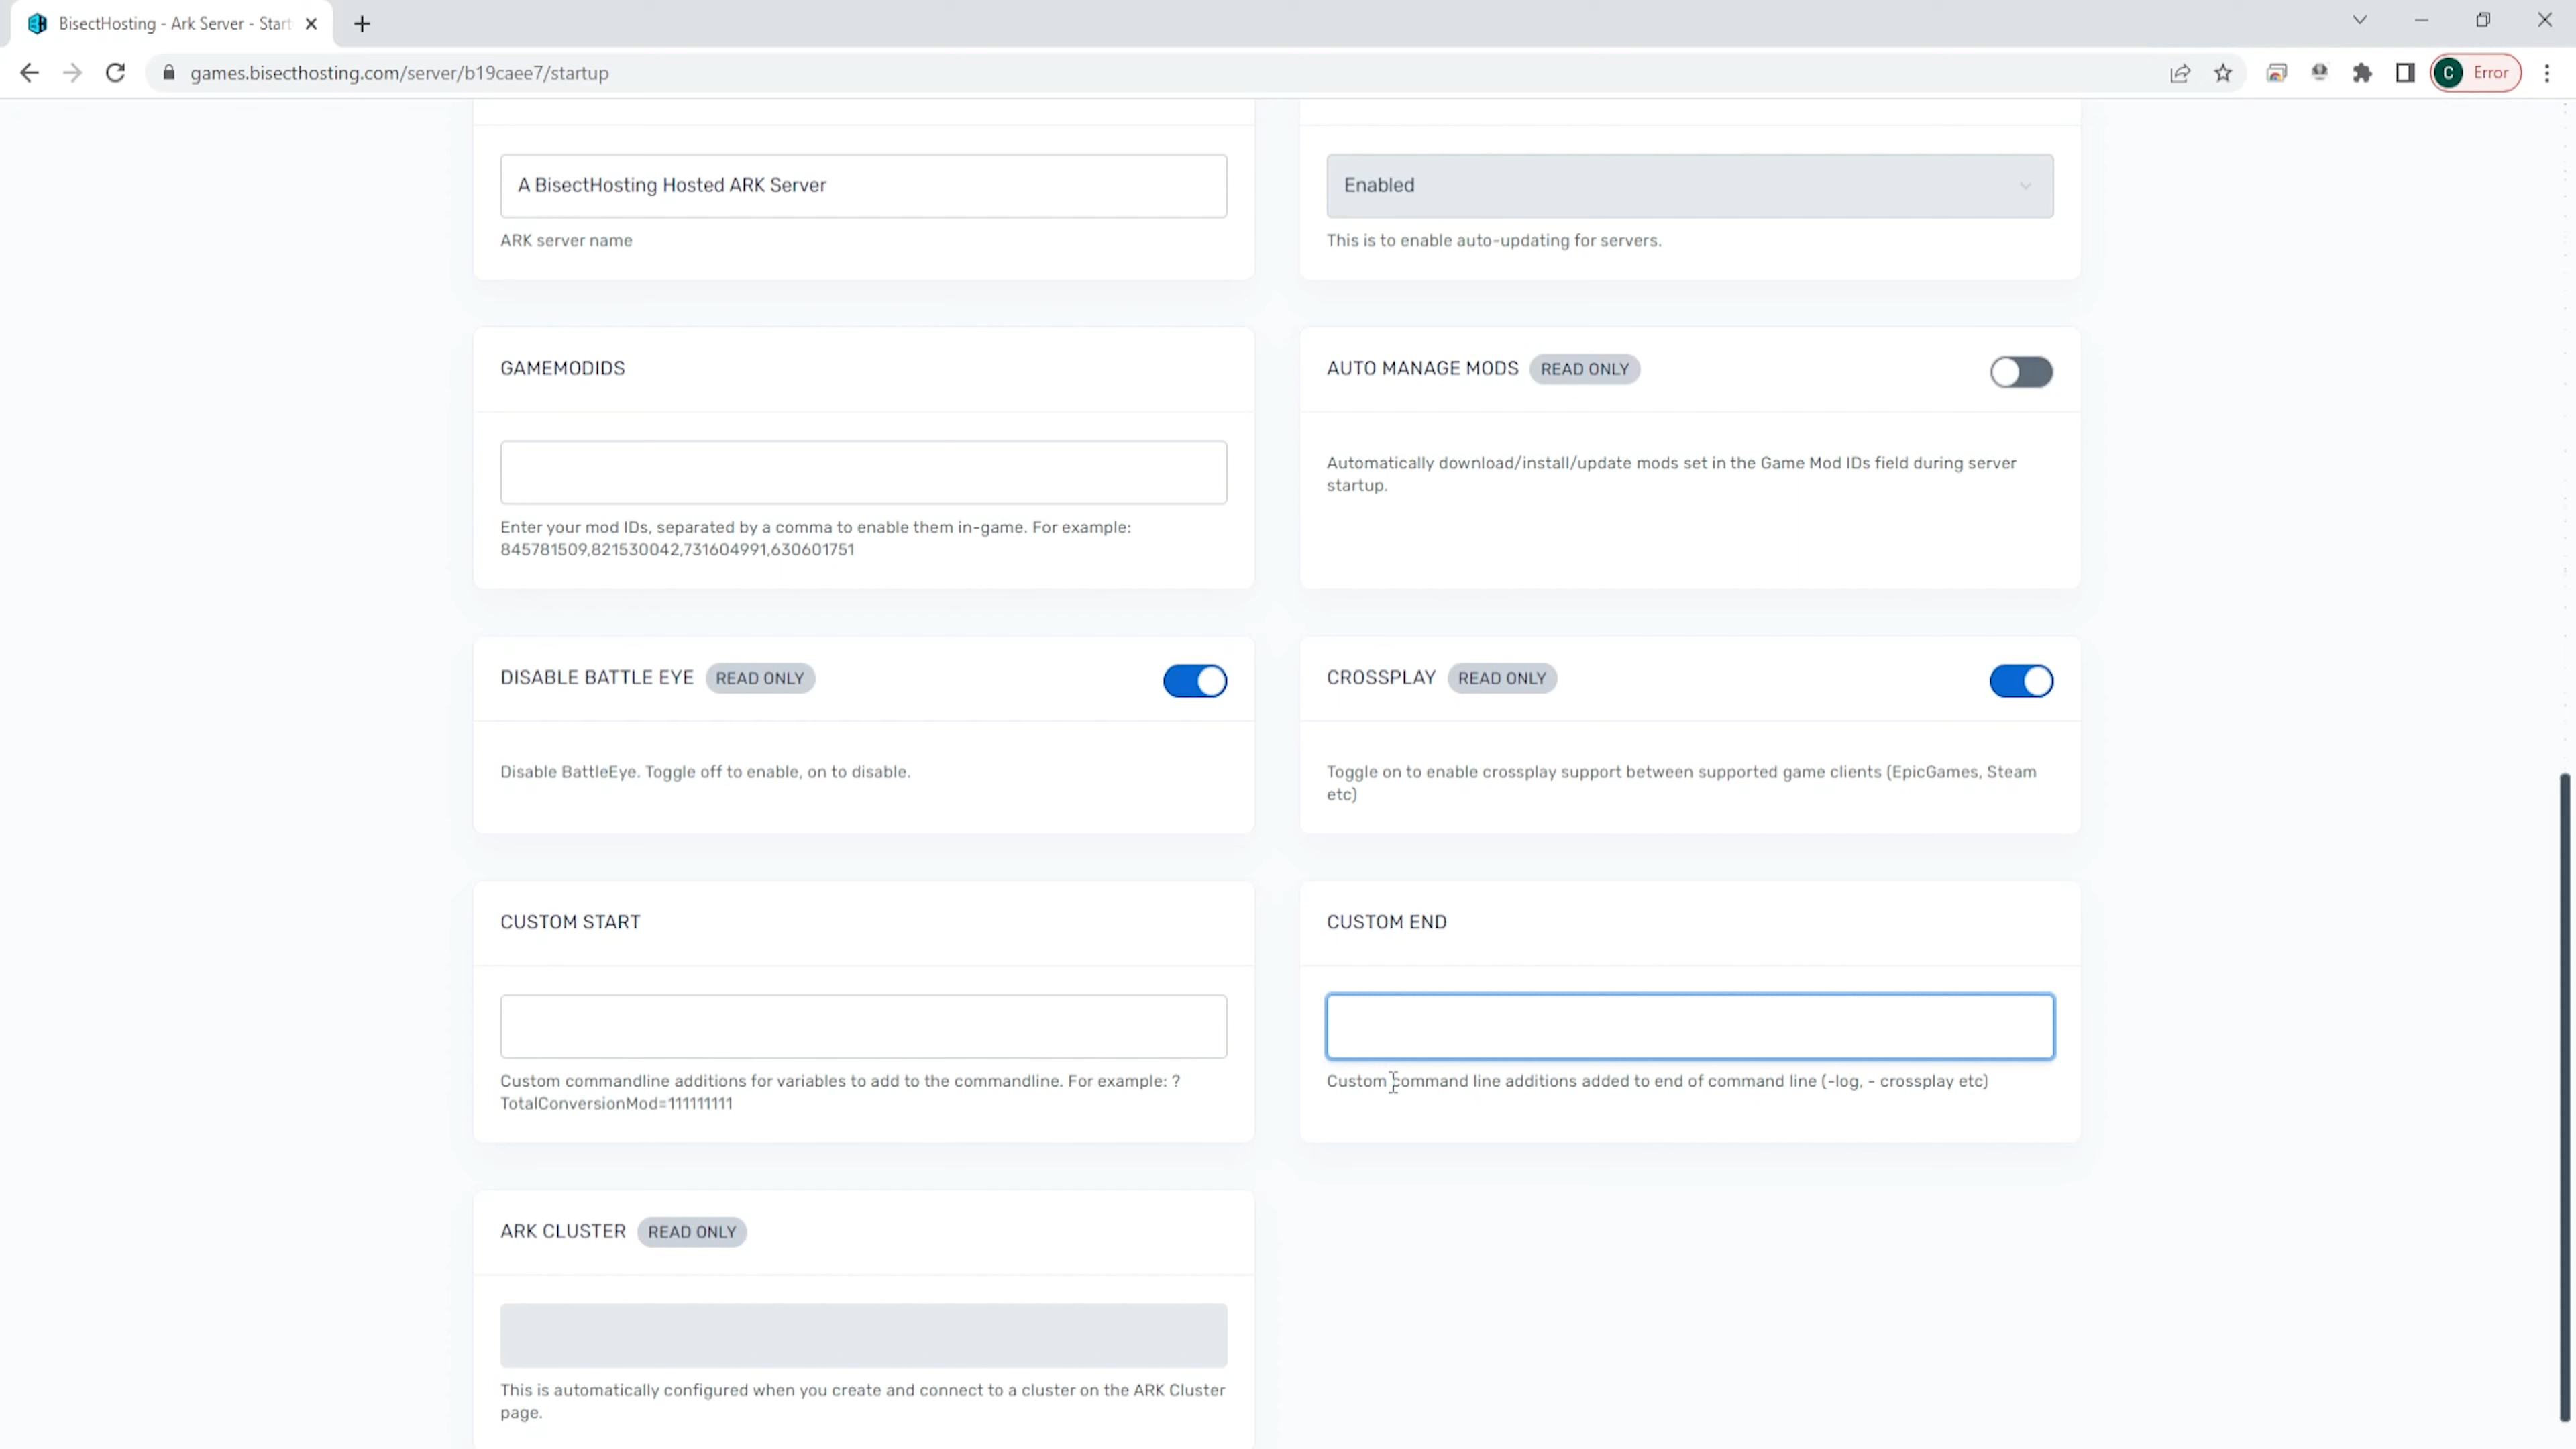 BisectHosting - Ark Server - Start
games.bisecthosting.com/server/b19caee7/startup
C Error
A BisectHosting Hosted ARK Server
ARK server name
Enabled
This is to enable auto-updating for servers.
GAMEMODIDS
Enter your mod IDs, separated by a comma to enable them in-game. For example:
845781509,821530042,731604991,630601751
AUTO MANAGE MODS READ ONLY
Automatically download/install/update mods set in the Game Mod IDs field during server
startup.
DISABLE BATTLE EYE READ ONLY
Disable BattleEye. Toggle off to enable, on to disable.
CROSSPLAY READ ONLY
Toggle on to enable crossplay support between supported game clients (EpicGames, Steam
etc)
CUSTOM START
Custom commandline additions for variables to add to the commandline. For example: ?
TotalConversionMod=111111111
CUSTOM END
Custom command line additions added to end of command line (-log, - crossplay etc)
ARK CLUSTER READ ONLY
This is automatically configured when you create and connect to a cluster on the ARK Cluster
page.